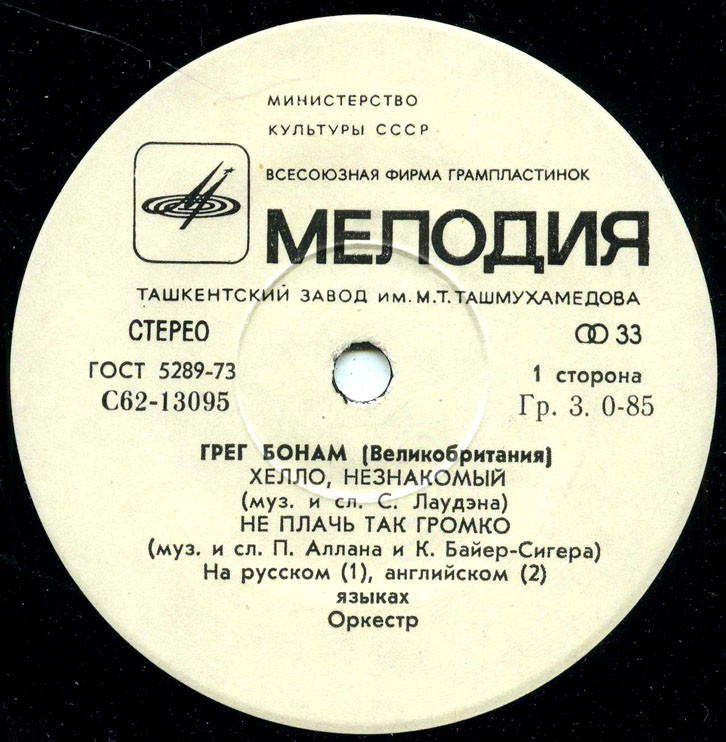 МИНИСТЕРСТВО
КУЛЬТУРЫ СССР
ВСЕСОЮЗНАЯ ФИРМА ГРАМПЛАСТИНОК
МЕЛОДИЯ
ТАШКЕНТСКИЙ ЗАВОД ИМ. М.Т. ТАШМУХАМЕДОВА
СТЕРЕО 33
ГОСТ 5289-73 1 сторона
С62-13095 Гр. 3. 0-85
ГРЕГ БОНАМ (Великобритания)
ХЕЛЛО, НЕЗНАКОМЫЙ
(муз. и сл. С. Лаудэна)
НЕ ПЛАЧЬ ТАК ГРОМКО
(муз. и сл. П. Аллана и К. Байер-Сигера)
На русском (1), английском (2)
языках
Оркестр